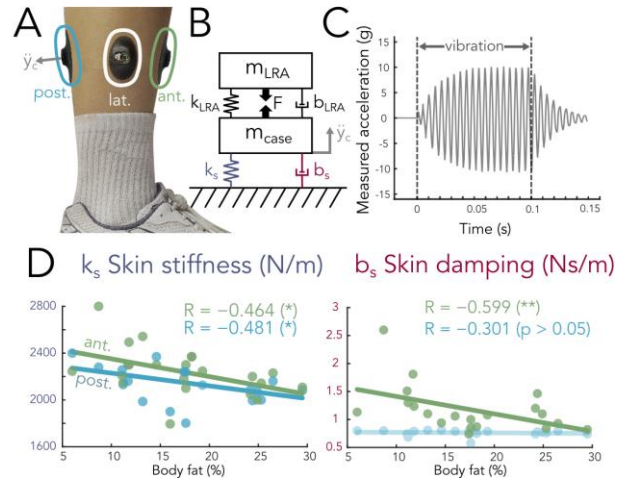 A
ÿc
post.
lat.
ant.
B
mLRA
kLRA
F
bLRA
mcase
ÿc
ks
bs
C
vibration
Measured acceleration (g)
15
10
5
0
-5
-10
-15
0
0.05
0.1
0.15
Time (s)
D
ks Skin stiffness (N/m)
R = −0.464 (*)
R = −0.481 (*)
ant.
post.
2800
2400
2200
2000
1600
5
10
15
20
25
30
Body fat (%)
bs Skin damping (Ns/m)
R = −0.599 (**)
R = −0.301 (p > 0.05)
3
2.5
2
1.5
1
0.5
5
10
15
20
25
30
Body fat (%)